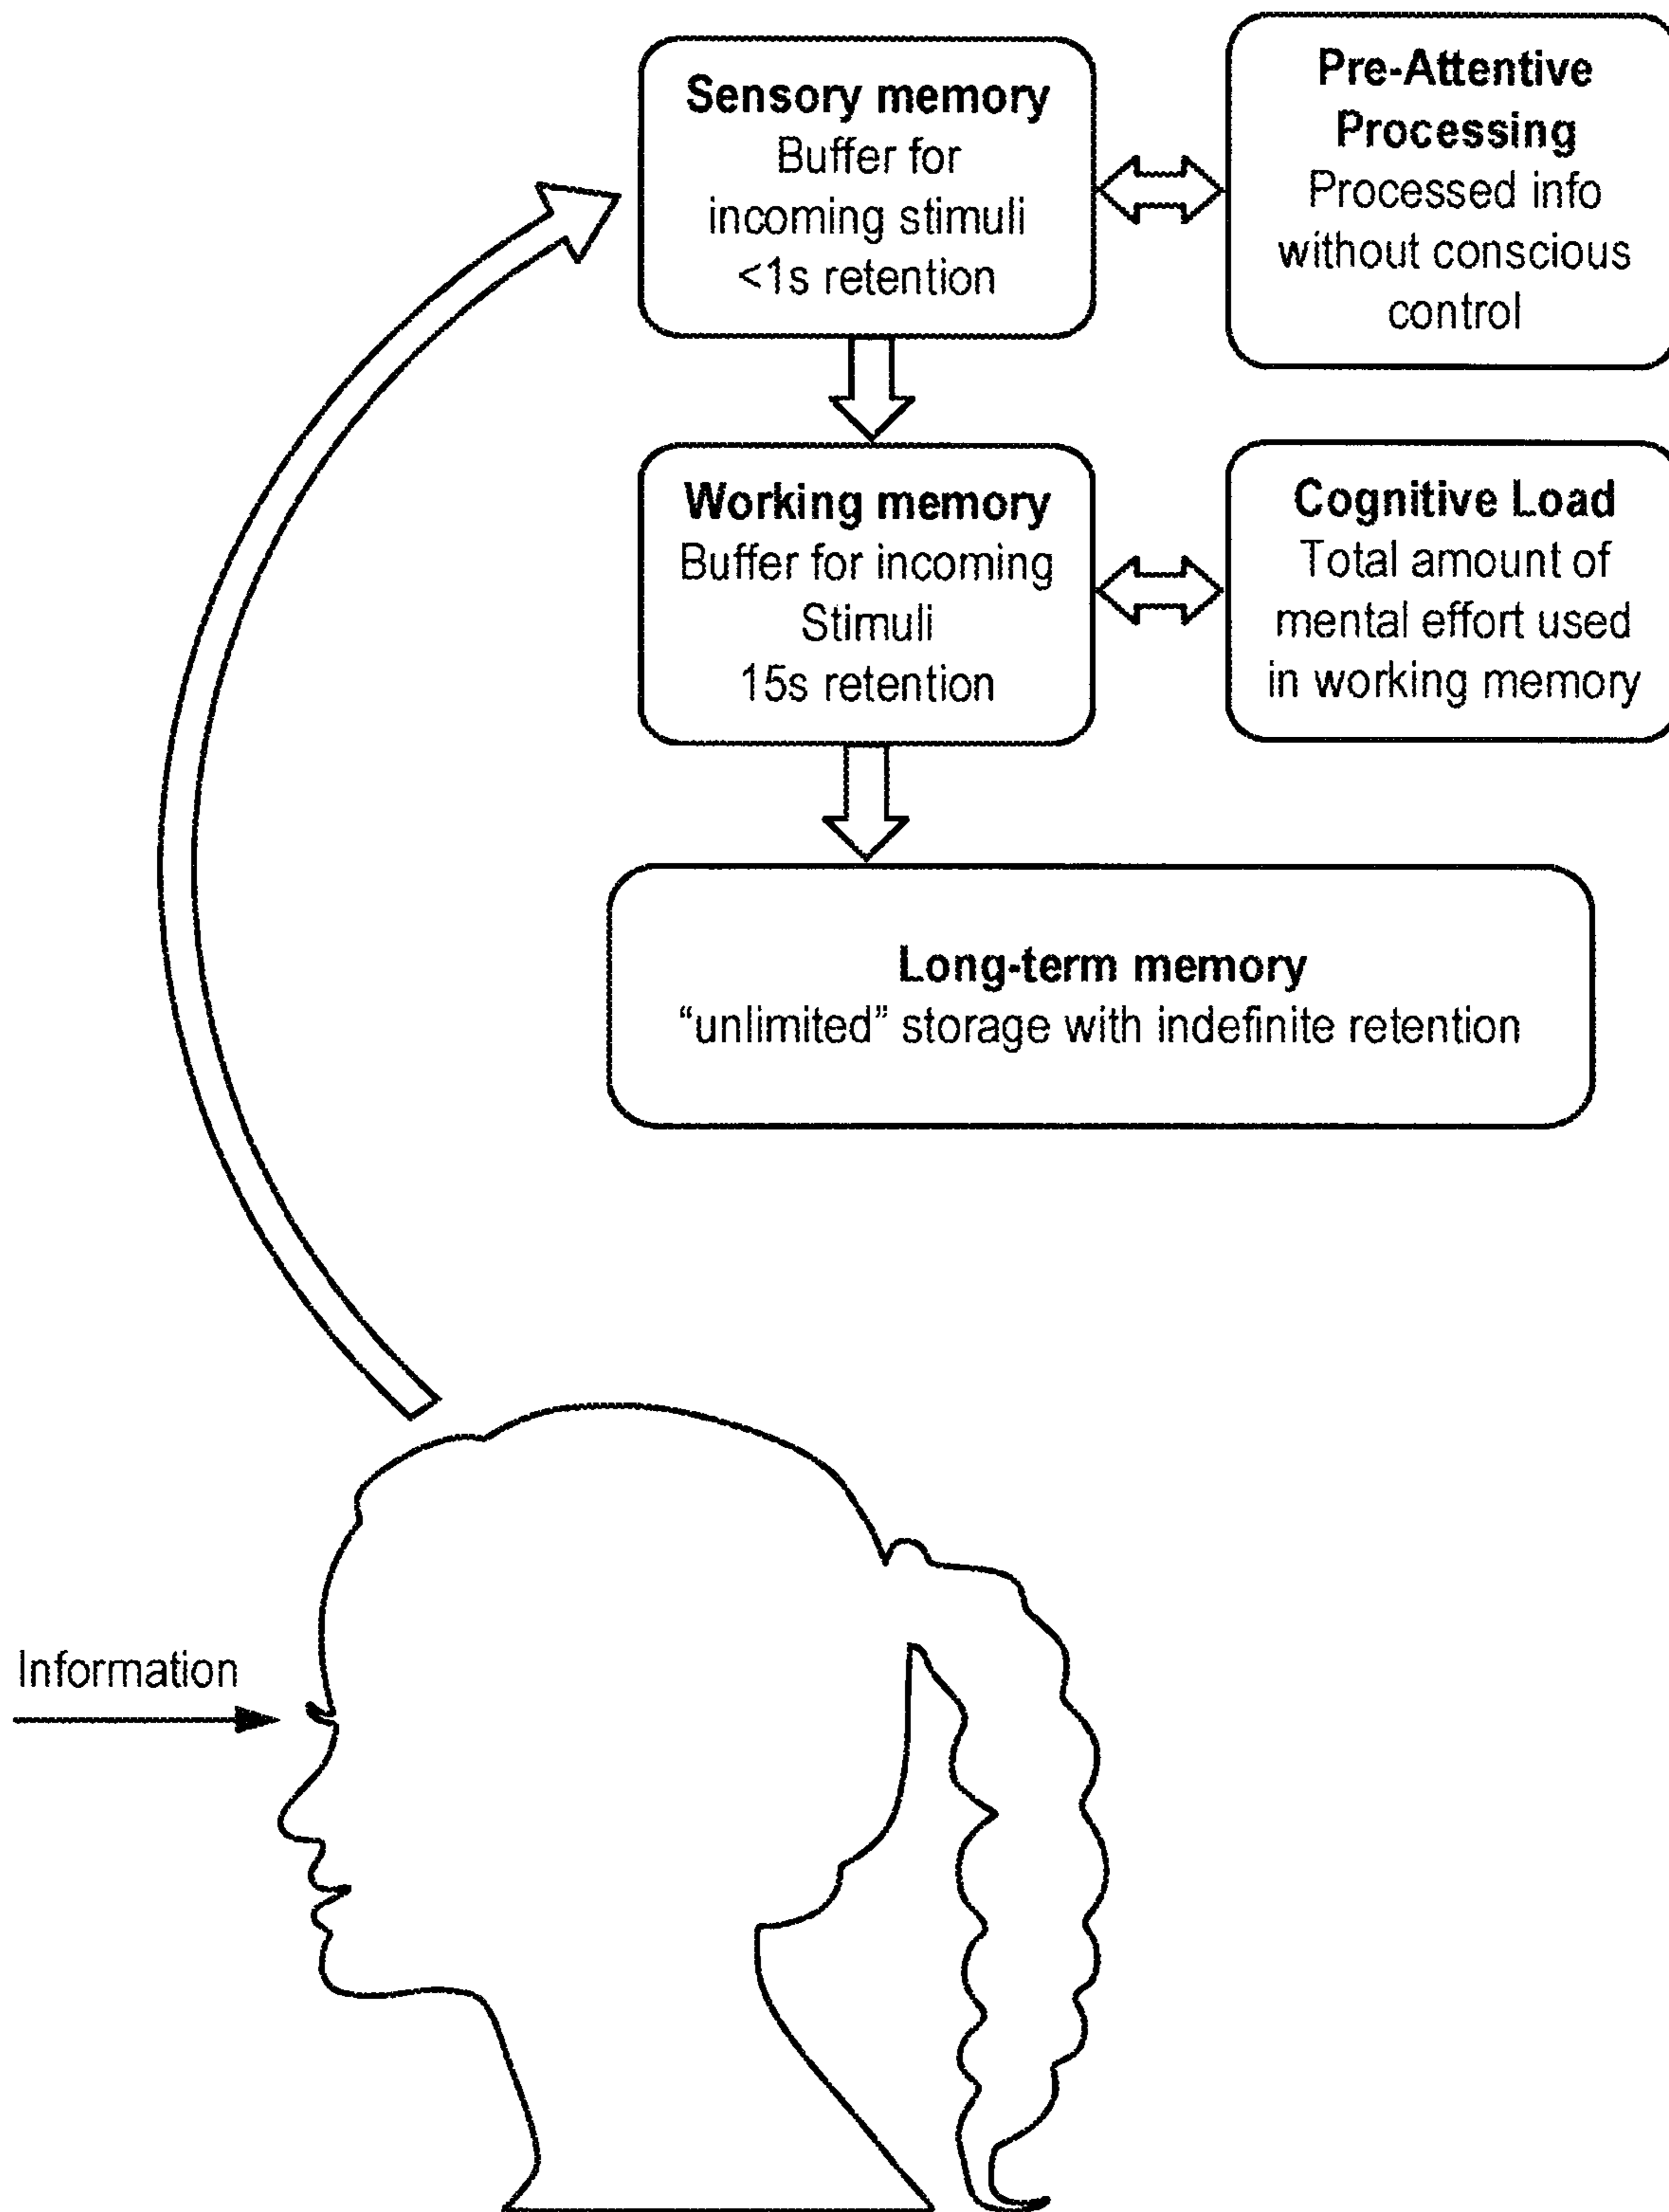 Sensory memory
Buffer for
incoming stimuli
<1s retention
Pre-Attentive
Processing
Processed info
without conscious
control
Working memory
Buffer for incoming
Stimuli
15s retention
Cognitive Load
Total amount of
mental effort used
in working memory
Long-term memory
“unlimited” storage with indefinite retention
Information